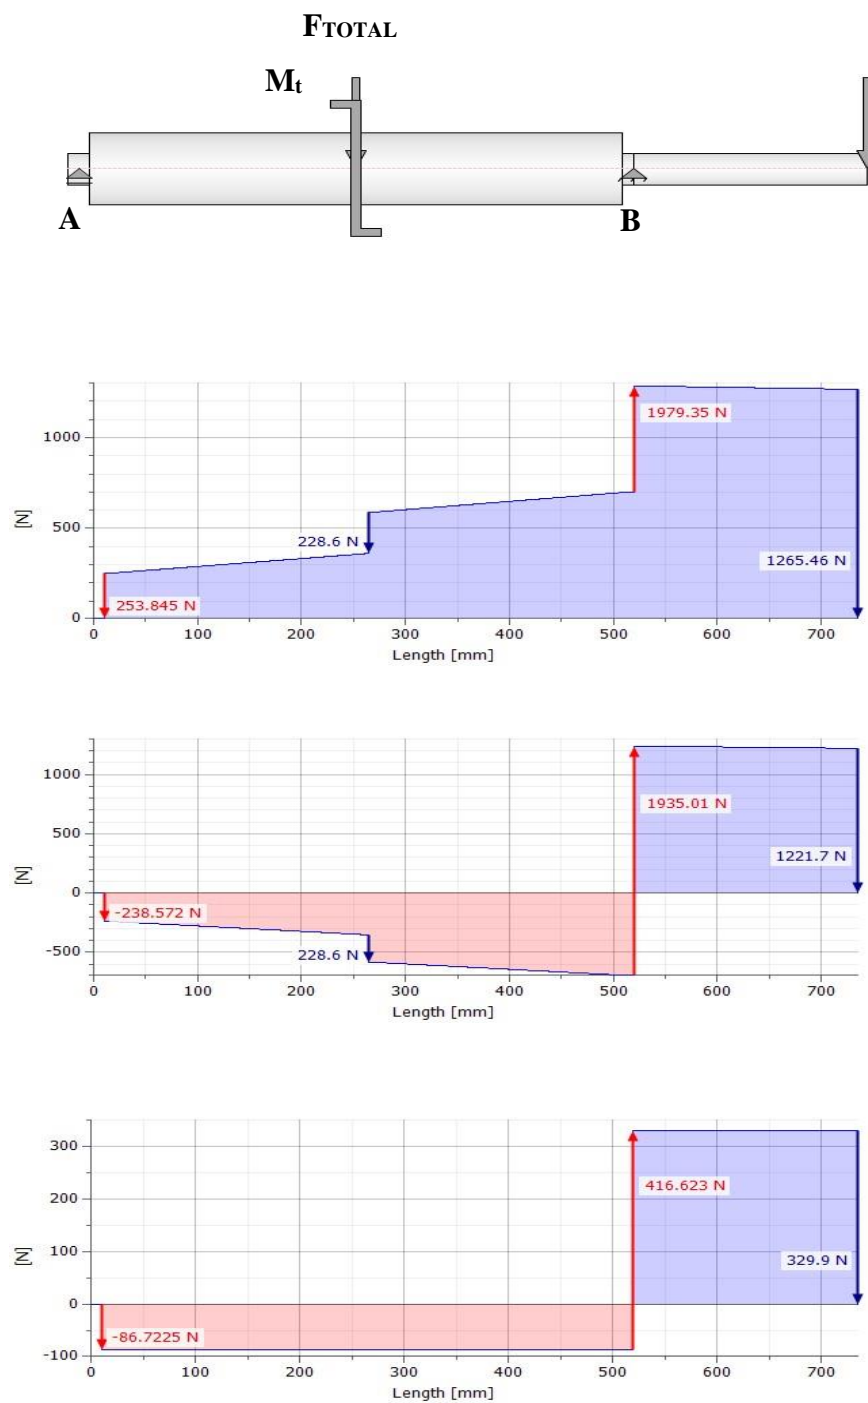 FTOTAL
Mt
A B
1000
1979.35 N
[N]
500
228.6 N
1265.46 N
253.845 N
0
0 100 200 300 400 500 600 700
Length [mm]
1000
1935.01 N
500
1221.7 N
[N]
0
-238.572 N
-500
228.6 N
0 100 200 300 400 500 600 700
Length [mm]
300
416.623 N
200
[N]
100
329.9 N
0
-86.7225 N
-100
0 100 200 300 400 500 600 700
Length [mm]